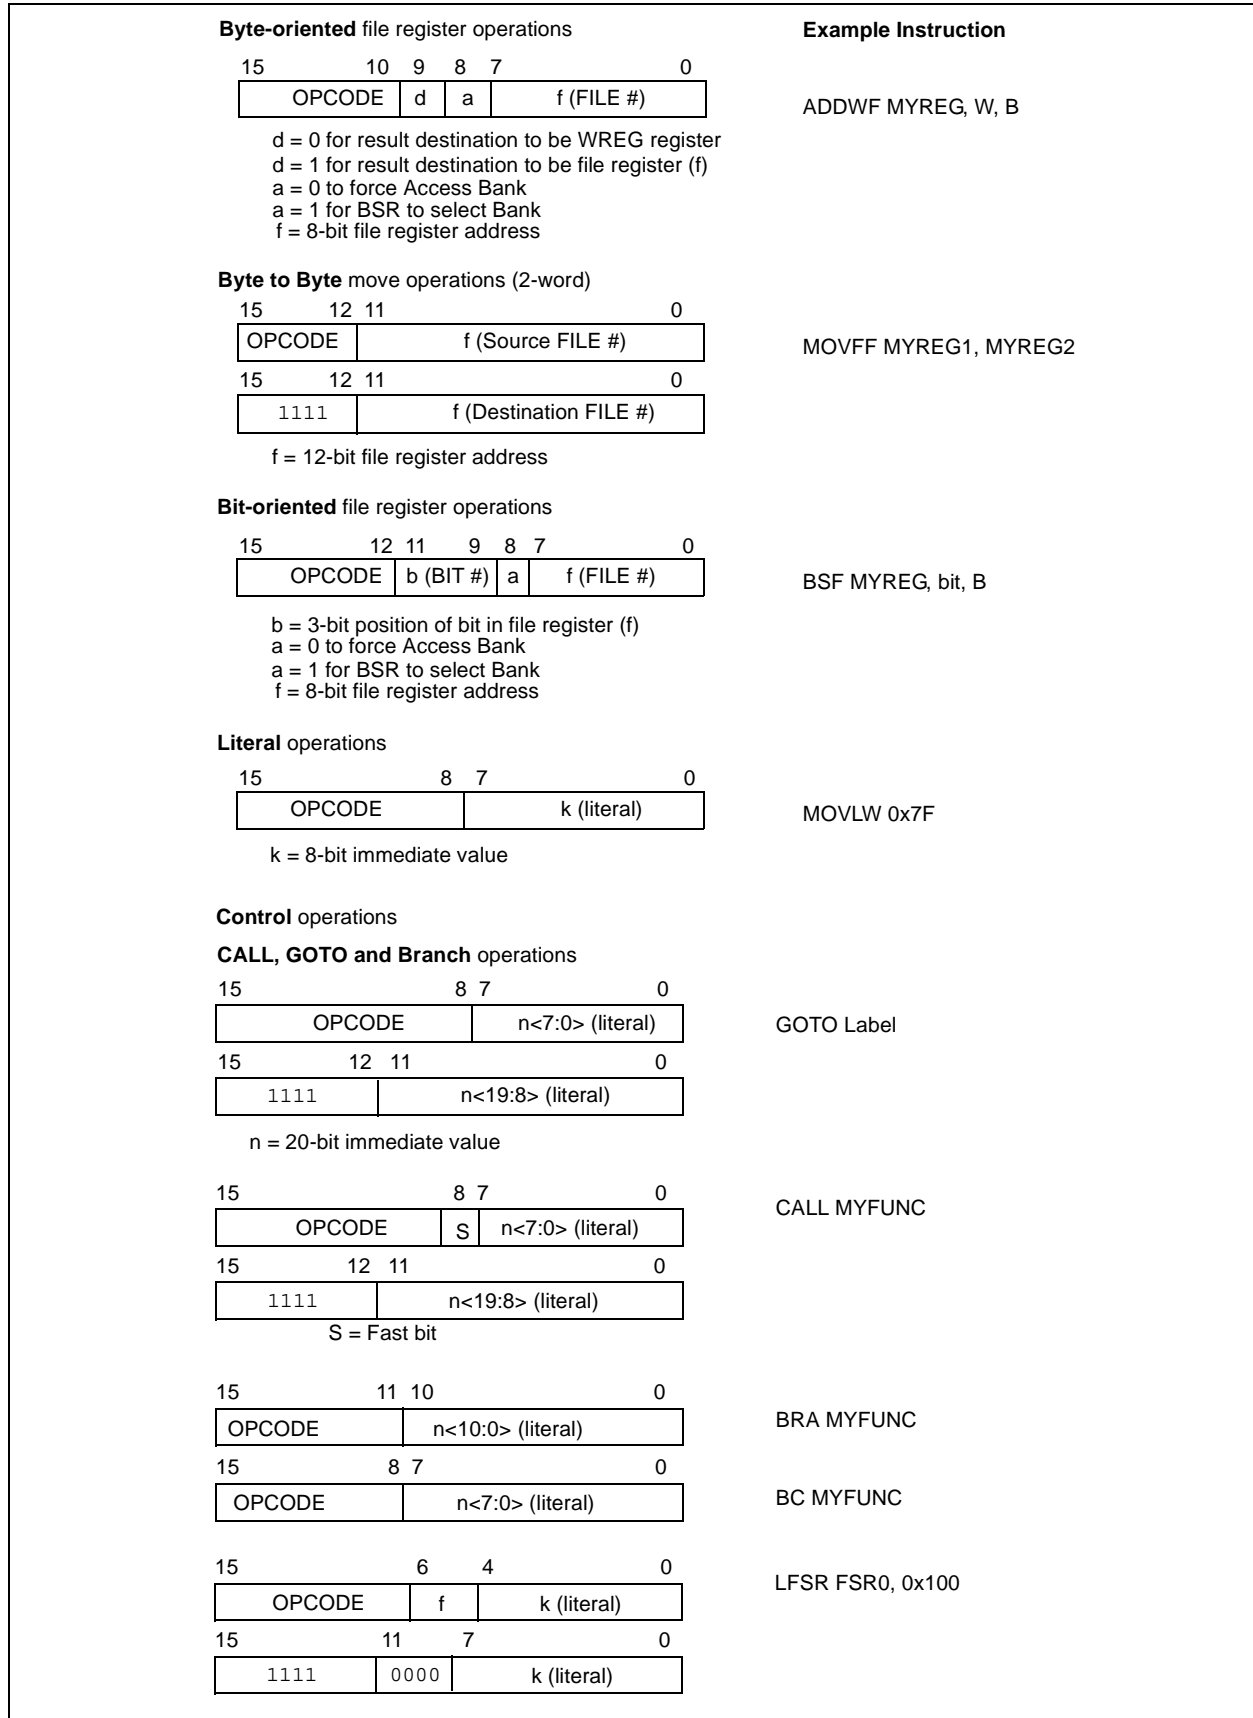 Byte-oriented file register operations    Example Instruction
15 10 9 8 7 0
OPCODE d a f (FILE #)    ADDWF MYREG, W, B
d = 0 for result destination to be WREG register
d = 1 for result destination to be file register (f)
a = 0 to force Access Bank
a = 1 for BSR to select Bank
f = 8-bit file register address
Byte to Byte move operations (2-word)
15 12 11 0
OPCODE f (Source FILE #)    MOVFF MYREG1, MYREG2
15 12 11 0
1111 f (Destination FILE #)
f = 12-bit file register address
Bit-oriented file register operations
15 12 11 9 8 7 0
OPCODE b (BIT #) a f (FILE #)    BSF MYREG, bit, B
b = 3-bit position of bit in file register (f)
a = 0 to force Access Bank
a = 1 for BSR to select Bank
f = 8-bit file register address
Literal operations
15 8 7 0
OPCODE k (literal)    MOVLW 0x7F
k = 8-bit immediate value
Control operations
CALL, GOTO and Branch operations
15 8 7 0
OPCODE n<7:0> (literal)    GOTO Label
15 12 11 0
1111 n<19:8> (literal)
n = 20-bit immediate value
15 8 7 0
OPCODE S n<7:0> (literal)    CALL MYFUNC
15 12 11 0
1111 n<19:8> (literal)
S = Fast bit
15 11 10 0
OPCODE n<10:0> (literal)    BRA MYFUNC
15 8 7 0
OPCODE n<7:0> (literal)    BC MYFUNC
15 6 4 0
OPCODE f k (literal)    LFSR FSR0, 0x100
15 11 7 0
1111 0000 k (literal)